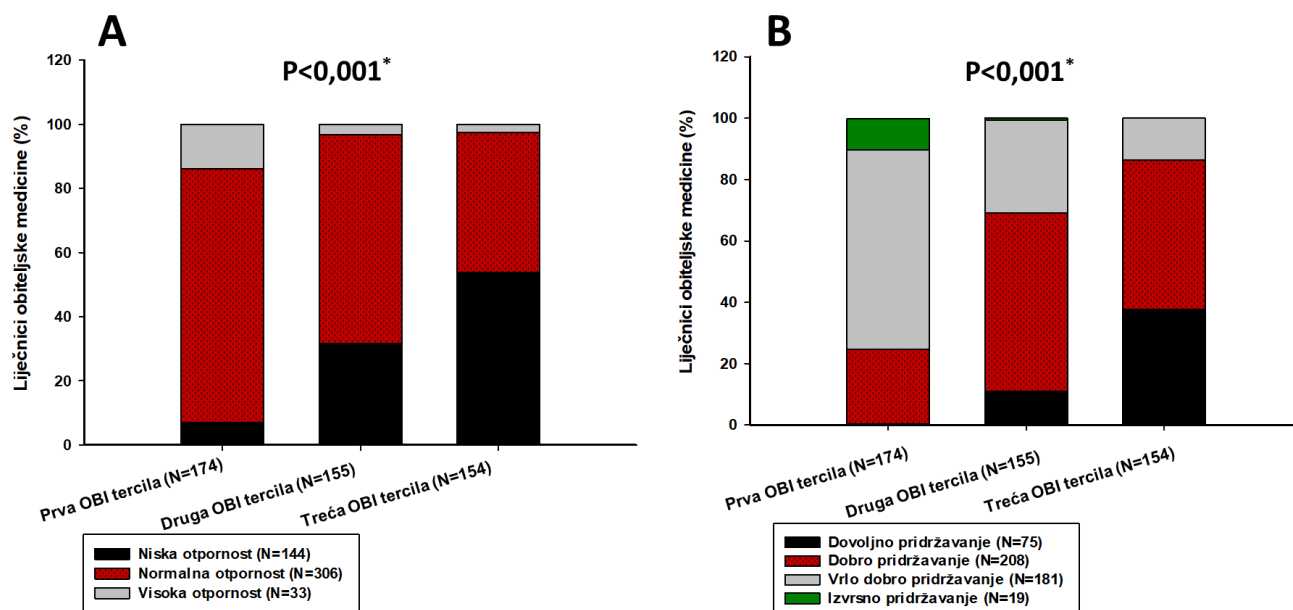 A
P<0,001*
Liječnici obiteljske medicine (%)
120
100
80
60
40
20
0
Prva OBI tercila (N=174)
Druga OBI tercila (N=155)
Treća OBI tercila (N=154)
Niska otpornost (N=144)
Normalna otpornost (N=306)
Visoka otpornost (N=33)
B
P<0,001*
Liječnici obiteljske medicine (%)
120
100
80
60
40
20
0
Prva OBI tercila (N=174)
Druga OBI tercila (N=155)
Treća OBI tercila (N=154)
Dovoljno pridržavanje (N=75)
Dobro pridržavanje (N=208)
Vrlo dobro pridržavanje (N=181)
Izvrsno pridržavanje (N=19)